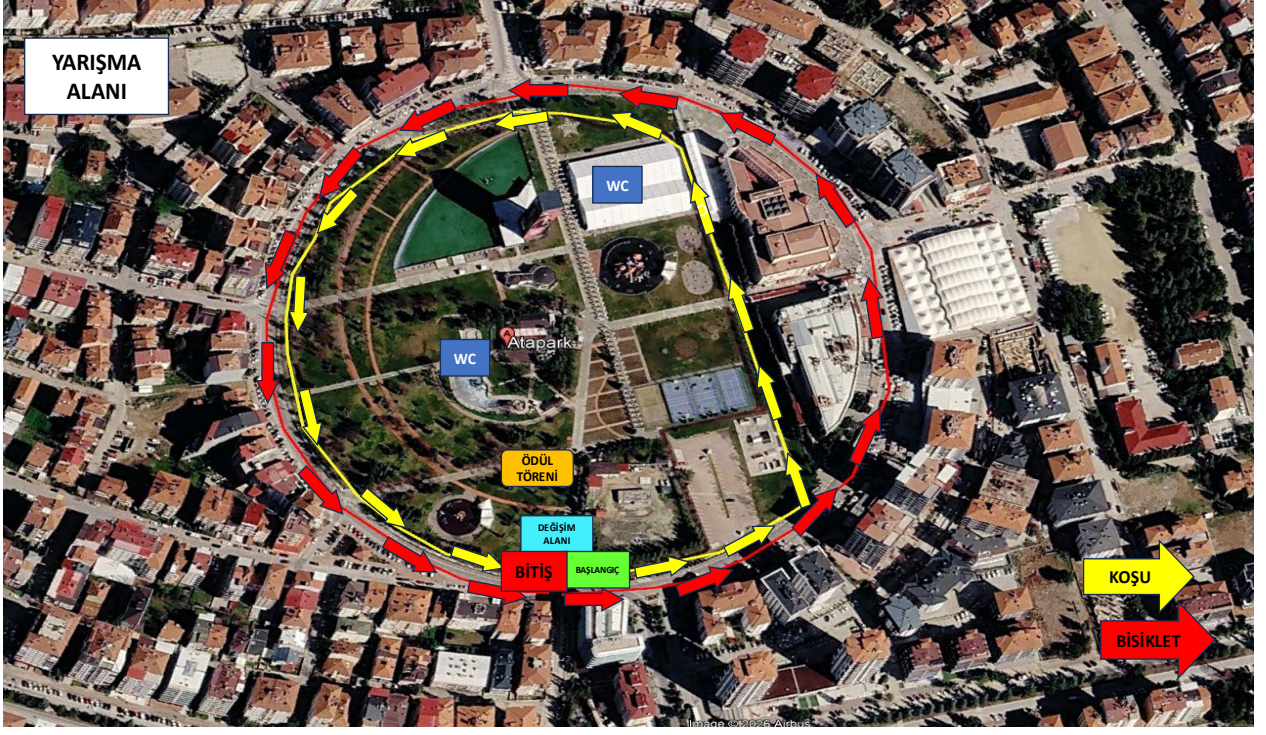 YARIŞMA
ALANI
WC
Atapark
WC
ÖDÜL
TÖRENİ
DEĞİŞİM
ALANI
BİTİŞ
BAŞLANGIÇ
KOŞU
BİSİKLET
Image © 2026 Airbus